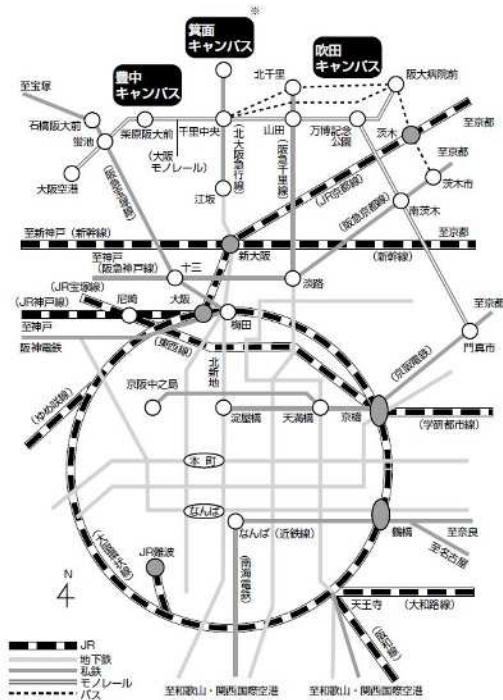 ※
箕面
キャンパス
吹田
キャンパス
豊中
キャンパス
北千里
阪大病院前
至宝塚
石橋阪大前
蛍池
柴原阪大前
千里中央
山田
万博記念
公園
茨木
至京都
至京都
茨木市
(大阪
モノレール)
大阪空港
(北大阪急行線)
(阪急千里線)
江坂
(JR京都線)
(阪急京都線)
南茨木
至新神戸(新幹線)
新大阪
至京都
(新幹線)
至神戸
(阪急神戸線)
十三
淡路
(JR宝塚線)
(JR神戸線)
尼崎
大阪
梅田
至京都
至神戸
阪神電鉄
(東西線)
北新地
門真市
(京阪電鉄)
(ゆめ咲線)
京阪中之島
淀屋橋
天満橋
京橋
(学研都市線)
本町
なんば
なんば(近鉄線)
鶴橋
至奈良
至名古屋
(大阪環状線)
JR難波
(南海電鉄)
N
4
天王寺
(大和路線)
(阪和線)
JR
地下鉄
私鉄
モノレール
バス
至和歌山・関西国際空港
至和歌山・関西国際空港